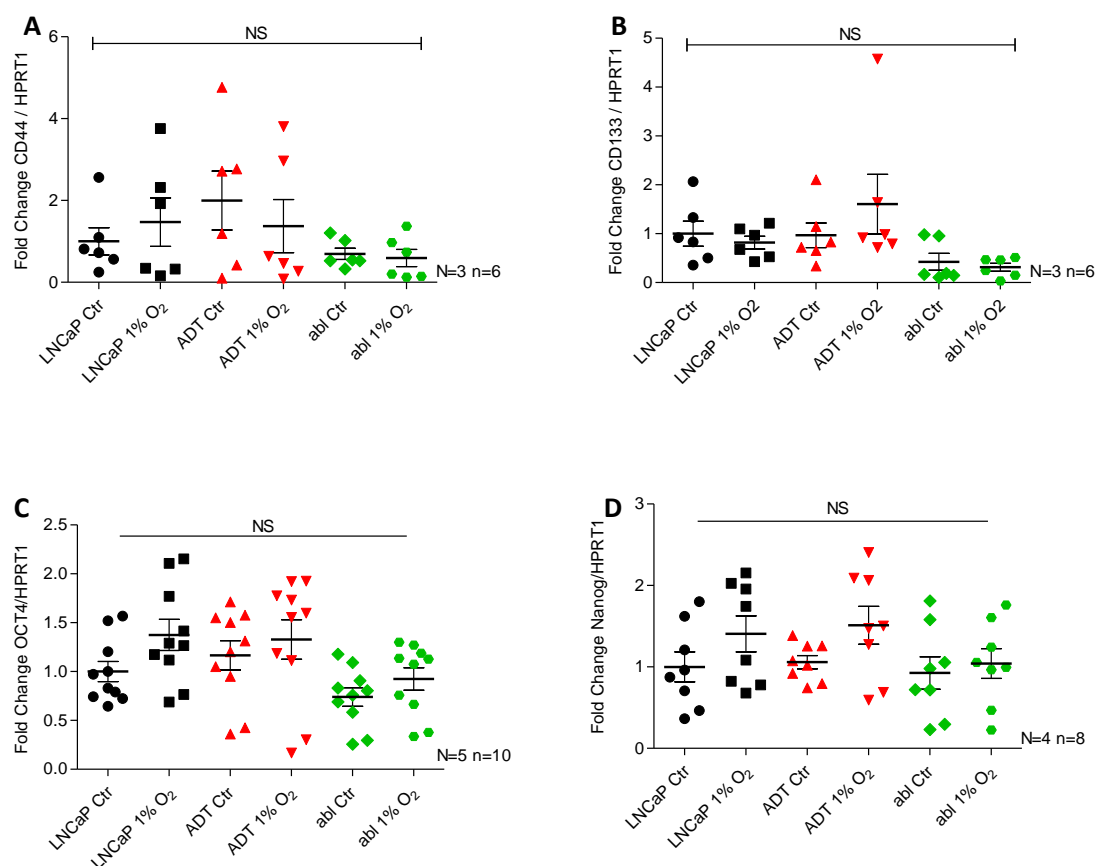 A
NS
Fold Change CD44 / HPRT1
6
4
2
0
N=3 n=6
LNCaP Ctr
LNCaP 1% O₂
ADT Ctr
ADT 1% O₂
abl Ctr
abl 1% O₂
B
NS
Fold Change CD133 / HPRT1
5
4
3
2
1
0
N=3 n=6
LNCaP Ctr
LNCaP 1% O2
ADT Ctr
ADT 1% O2
abl Ctr
abl 1% O2
C
NS
Fold Change OCT4/HPRT1
2.5
2.0
1.5
1.0
0.5
0.0
N=5 n=10
LNCaP Ctr
LNCaP 1% O₂
ADT Ctr
ADT 1% O₂
abl Ctr
abl 1% O₂
D
NS
Fold Change Nanog/HPRT1
3
2
1
0
N=4 n=8
LNCaP Ctr
LNCaP 1% O₂
ADT Ctr
ADT 1% O₂
abl Ctr
abl 1% O₂